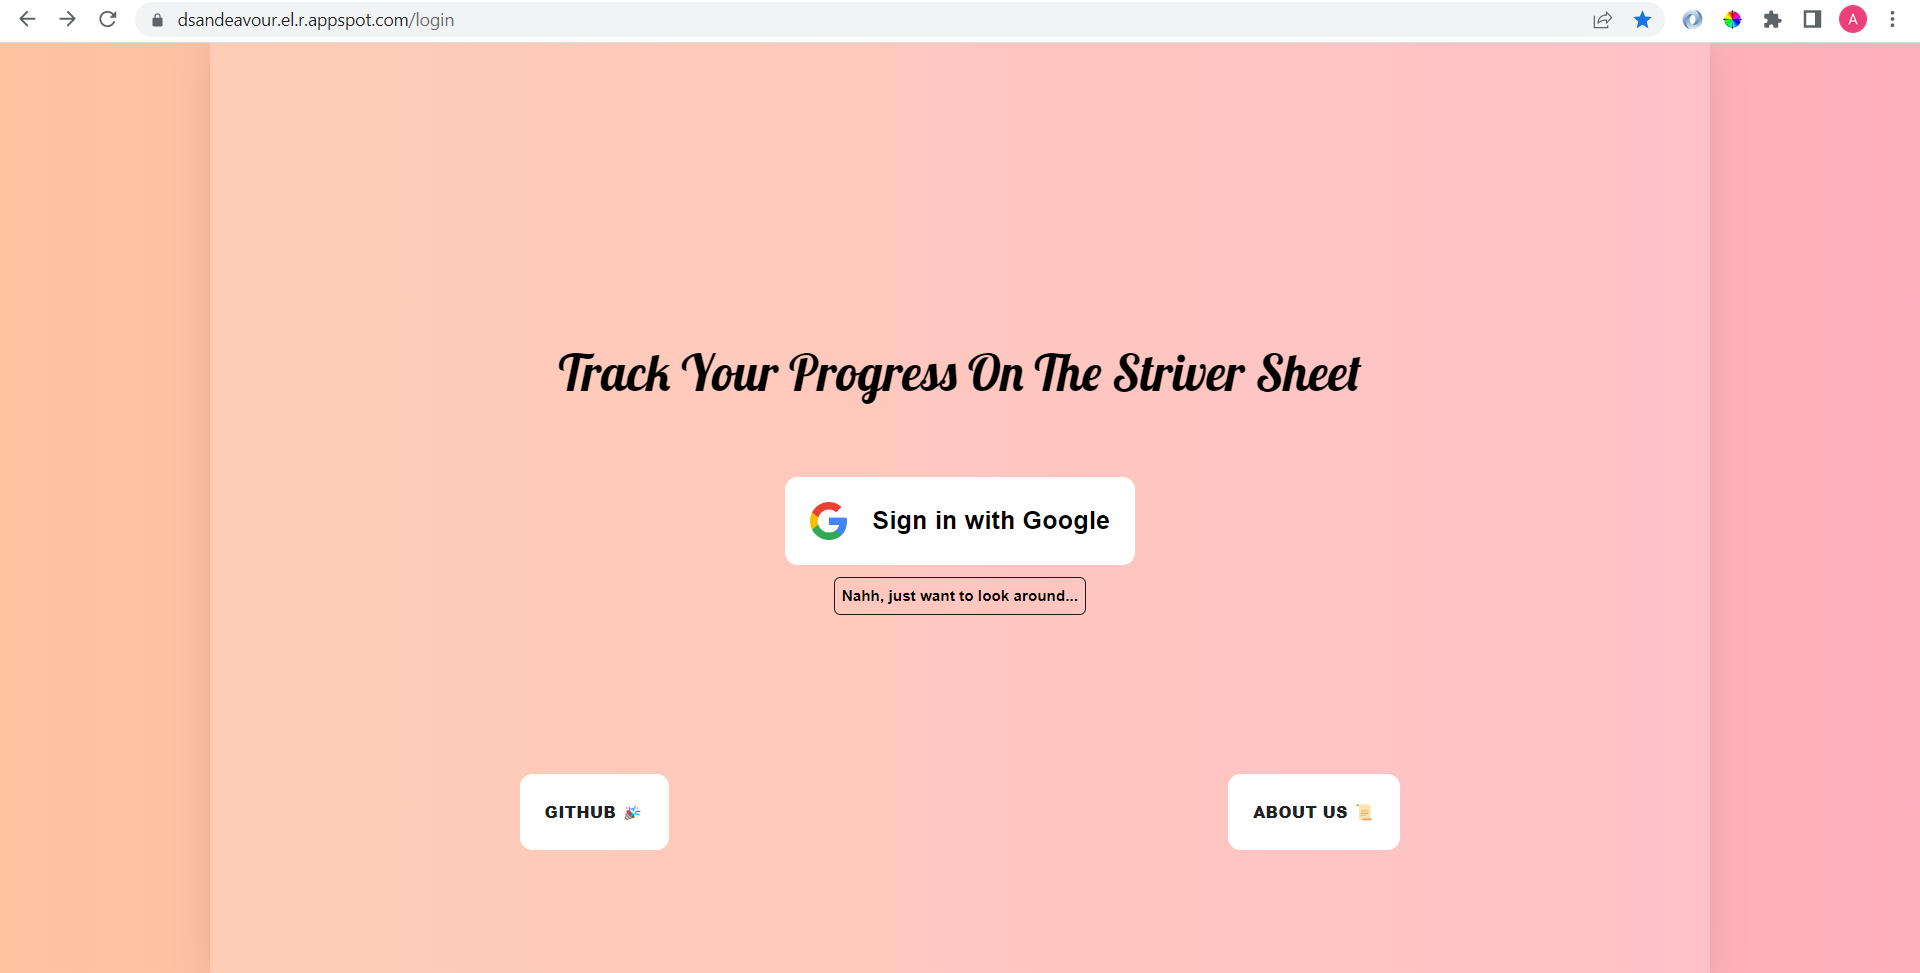 dsandeavour.el.r.appspot.com/login
A
Track Your Progress On The Striver Sheet
Sign in with Google
Nahh, just want to look around...
GITHUB 🎉
ABOUT US 📜